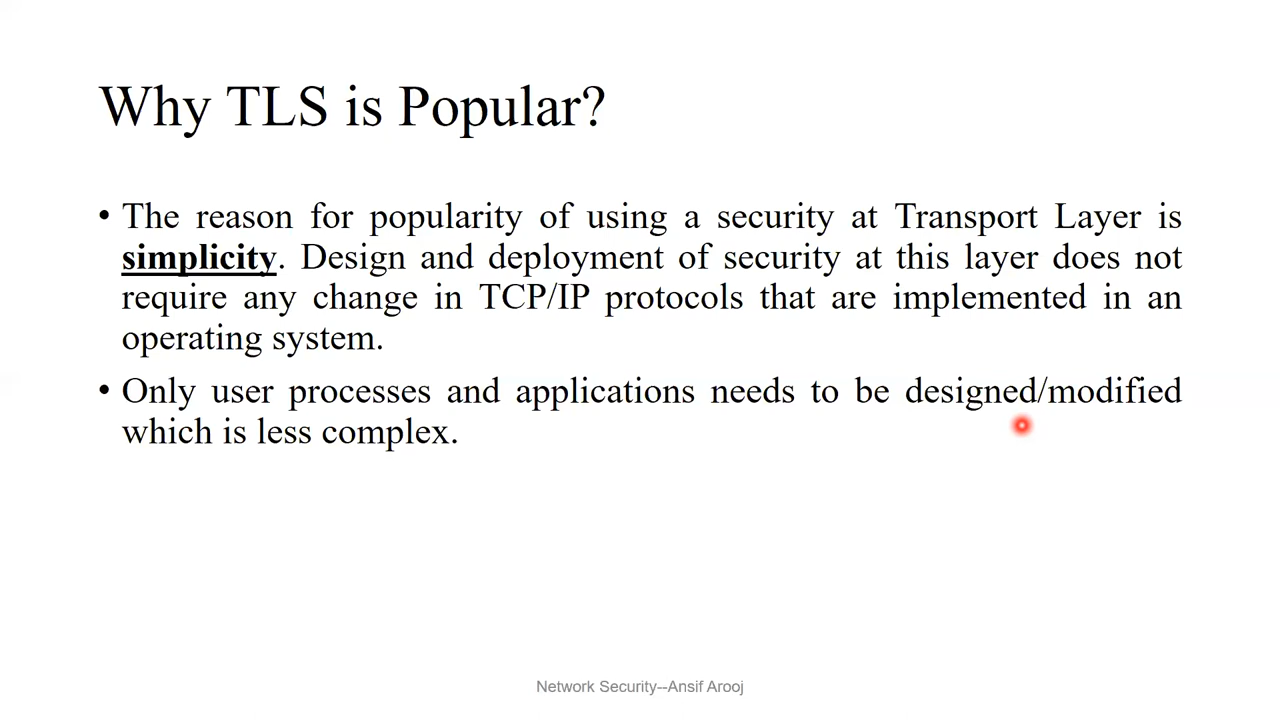 Why TLS is Popular?
• The reason for popularity of using a security at Transport Layer is
simplicity. Design and deployment of security at this layer does not
require any change in TCP/IP protocols that are implemented in an
operating system.
• Only user processes and applications needs to be designed/modified
which is less complex.
Network Security--Ansif Arooj